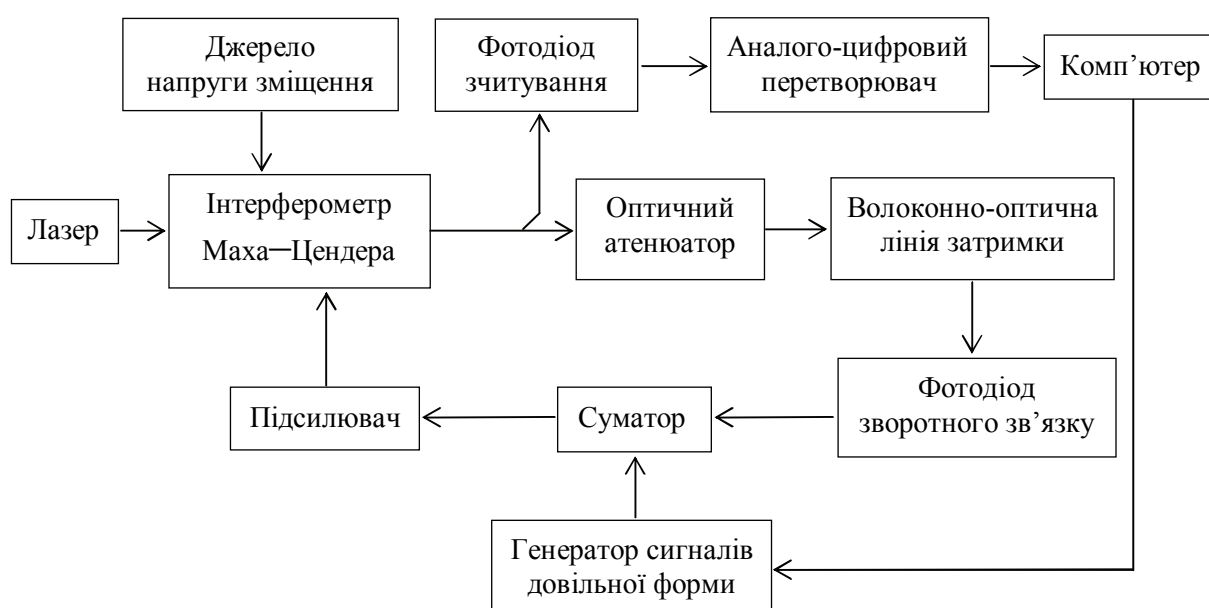 Джерело
напруги зміщення
Фотодіод
зчитування
Аналого-цифровий
перетворювач
Комп’ютер
Лазер
Інтерферометр
Маха—Цендера
Оптичний
атенюатор
Волоконно-оптична
лінія затримки
Підсилювач
Суматор
Фотодіод
зворотного зв’язку
Генератор сигналів
довільної форми